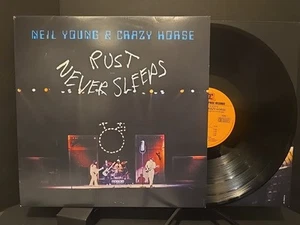 NEIL YOUNG & CRAZY HORSE
RUST
NEVER SLEEPS